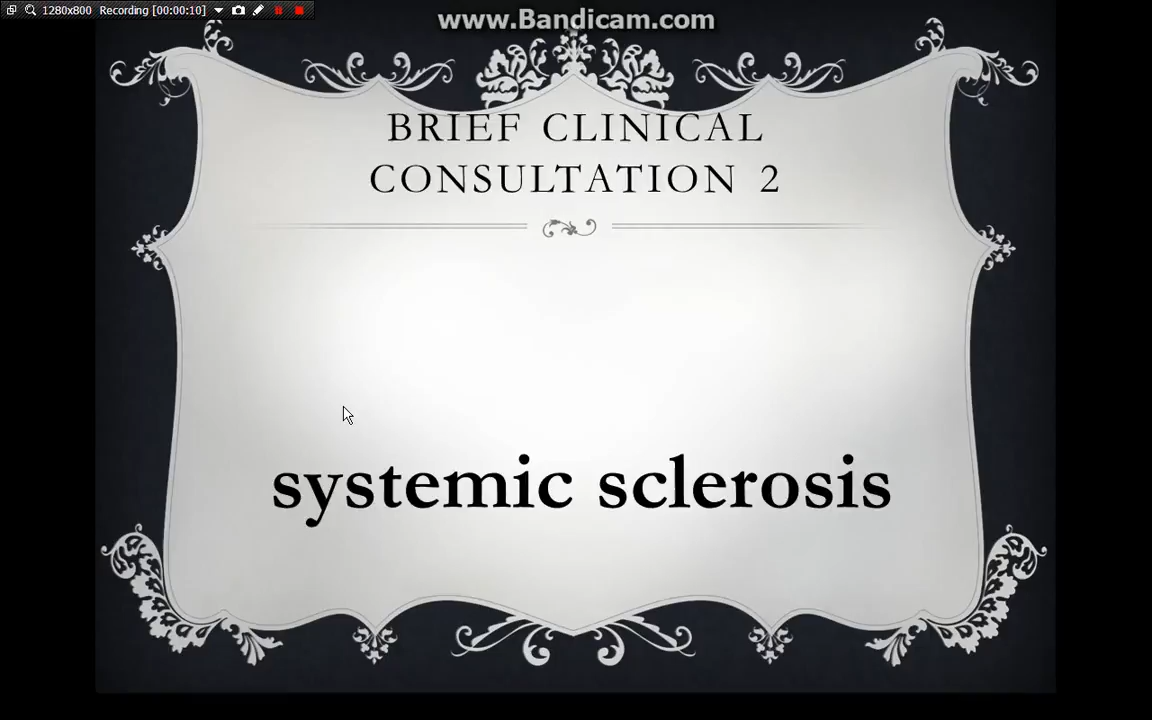 1280x800 Recording [00:00:10]
www.Bandicam.com
BRIEF CLINICAL
CONSULTATION 2
systemic sclerosis